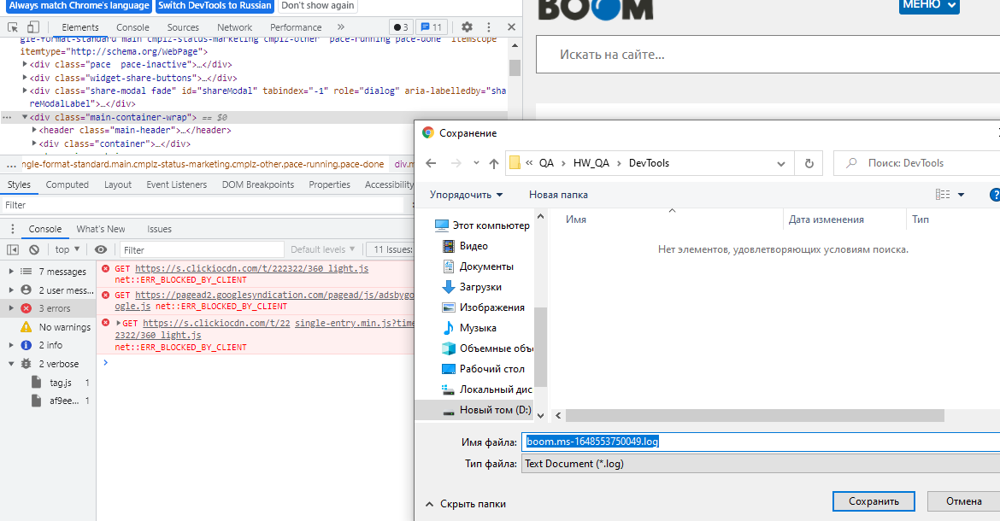 Always match Chrome's language
Switch DevTools to Russian
Don't show again
Elements Console Sources Network Performance » 3 11
gle-format-standard main cmplz-status-marketing cmplz-other pace-running pace-done" itemscope
itemtype="http://schema.org/WebPage">
<div class="pace pace-inactive">…</div>
<div class="widget-share-buttons">…</div>
<div class="share-modal fade" id="shareModal" tabindex="-1" role="dialog" aria-labelledby="sha
reModalLabel">…</div>
<div class="main-container-wrap"> == $0
<header class="main-header">…</header>
<div class="container">…</div>
... ngle-format-standard.main.cmplz-status-marketing.cmplz-other.pace-running.pace-done div.m
Styles Computed Layout Event Listeners DOM Breakpoints Properties Accessibility
Filter
Console What's New Issues
top Filter Default levels 11 Issues:
7 messages
2 user mess...
3 errors
No warnings
2 info
2 verbose
tag.js 1
af9ee... 1
GET https://s.clickiocdn.com/t/222322/360_light.js
net::ERR_BLOCKED_BY_CLIENT
GET https://pagead2.googlesyndication.com/pagead/js/adsbygo
ogle.js net::ERR_BLOCKED_BY_CLIENT
GET https://s.clickiocdn.com/t/22 single-entry.min.js?time
2322/360_light.js
net::ERR_BLOCKED_BY_CLIENT
BOOM
МЕНЮ
Искать на сайте...
Сохранение
« QA › HW_QA › DevTools
Поиск: DevTools
Упорядочить
Новая папка
Этот компьютер
Видео
Документы
Загрузки
Изображения
Музыка
Объемные объ
Рабочий стол
Локальный дис
Новый том (D:)
Имя Дата изменения Тип
Нет элементов, удовлетворяющих условиям поиска.
Имя файла: boom.ms-1648553750049.log
Тип файла: Text Document (*.log)
Скрыть папки
Сохранить
Отмена